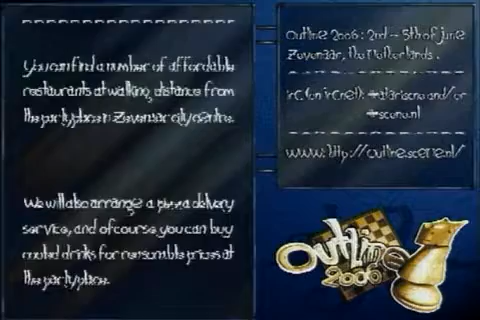 You can find a number of affordable
restaurants at walking distance from
the partyplace in Zevenaar city centre.
We will also arrange a pizza delivery
service, and ofcourse you can buy
cooled drinks for reasonable prices at
the partyplace.
Outline 2006: 2nd - 5th of june
Zevenaar, the Netherlands.
irc (on ircnet): #atariscne and/or
#scene.nl
www: http://outline.scene.nl/
Outline
2006